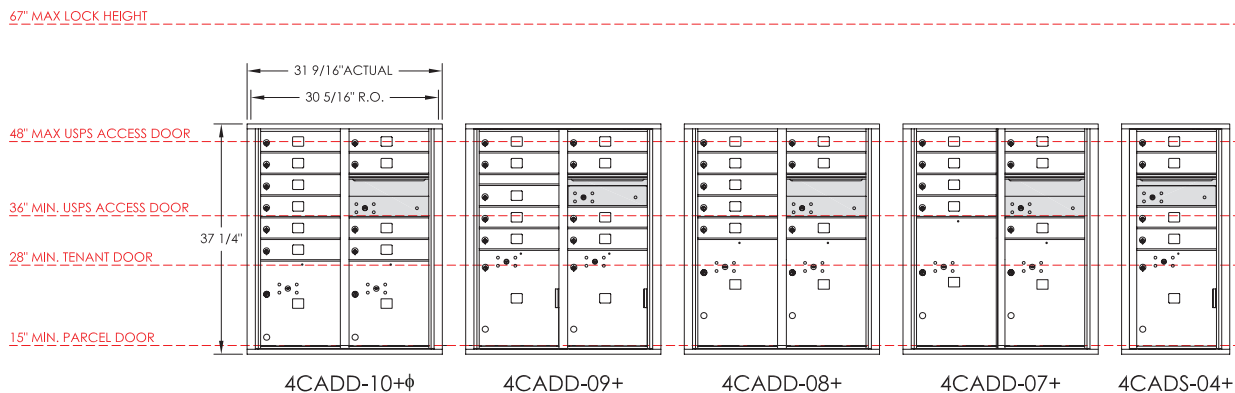 67" MAX LOCK HEIGHT
31 9/16"ACTUAL
30 5/16" R.O.
48" MAX USPS ACCESS DOOR
36" MIN. USPS ACCESS DOOR
37 1/4"
28" MIN. TENANT DOOR
15" MIN. PARCEL DOOR
4CADD-10+ϕ
4CADD-09+
4CADD-08+
4CADD-07+
4CADS-04+